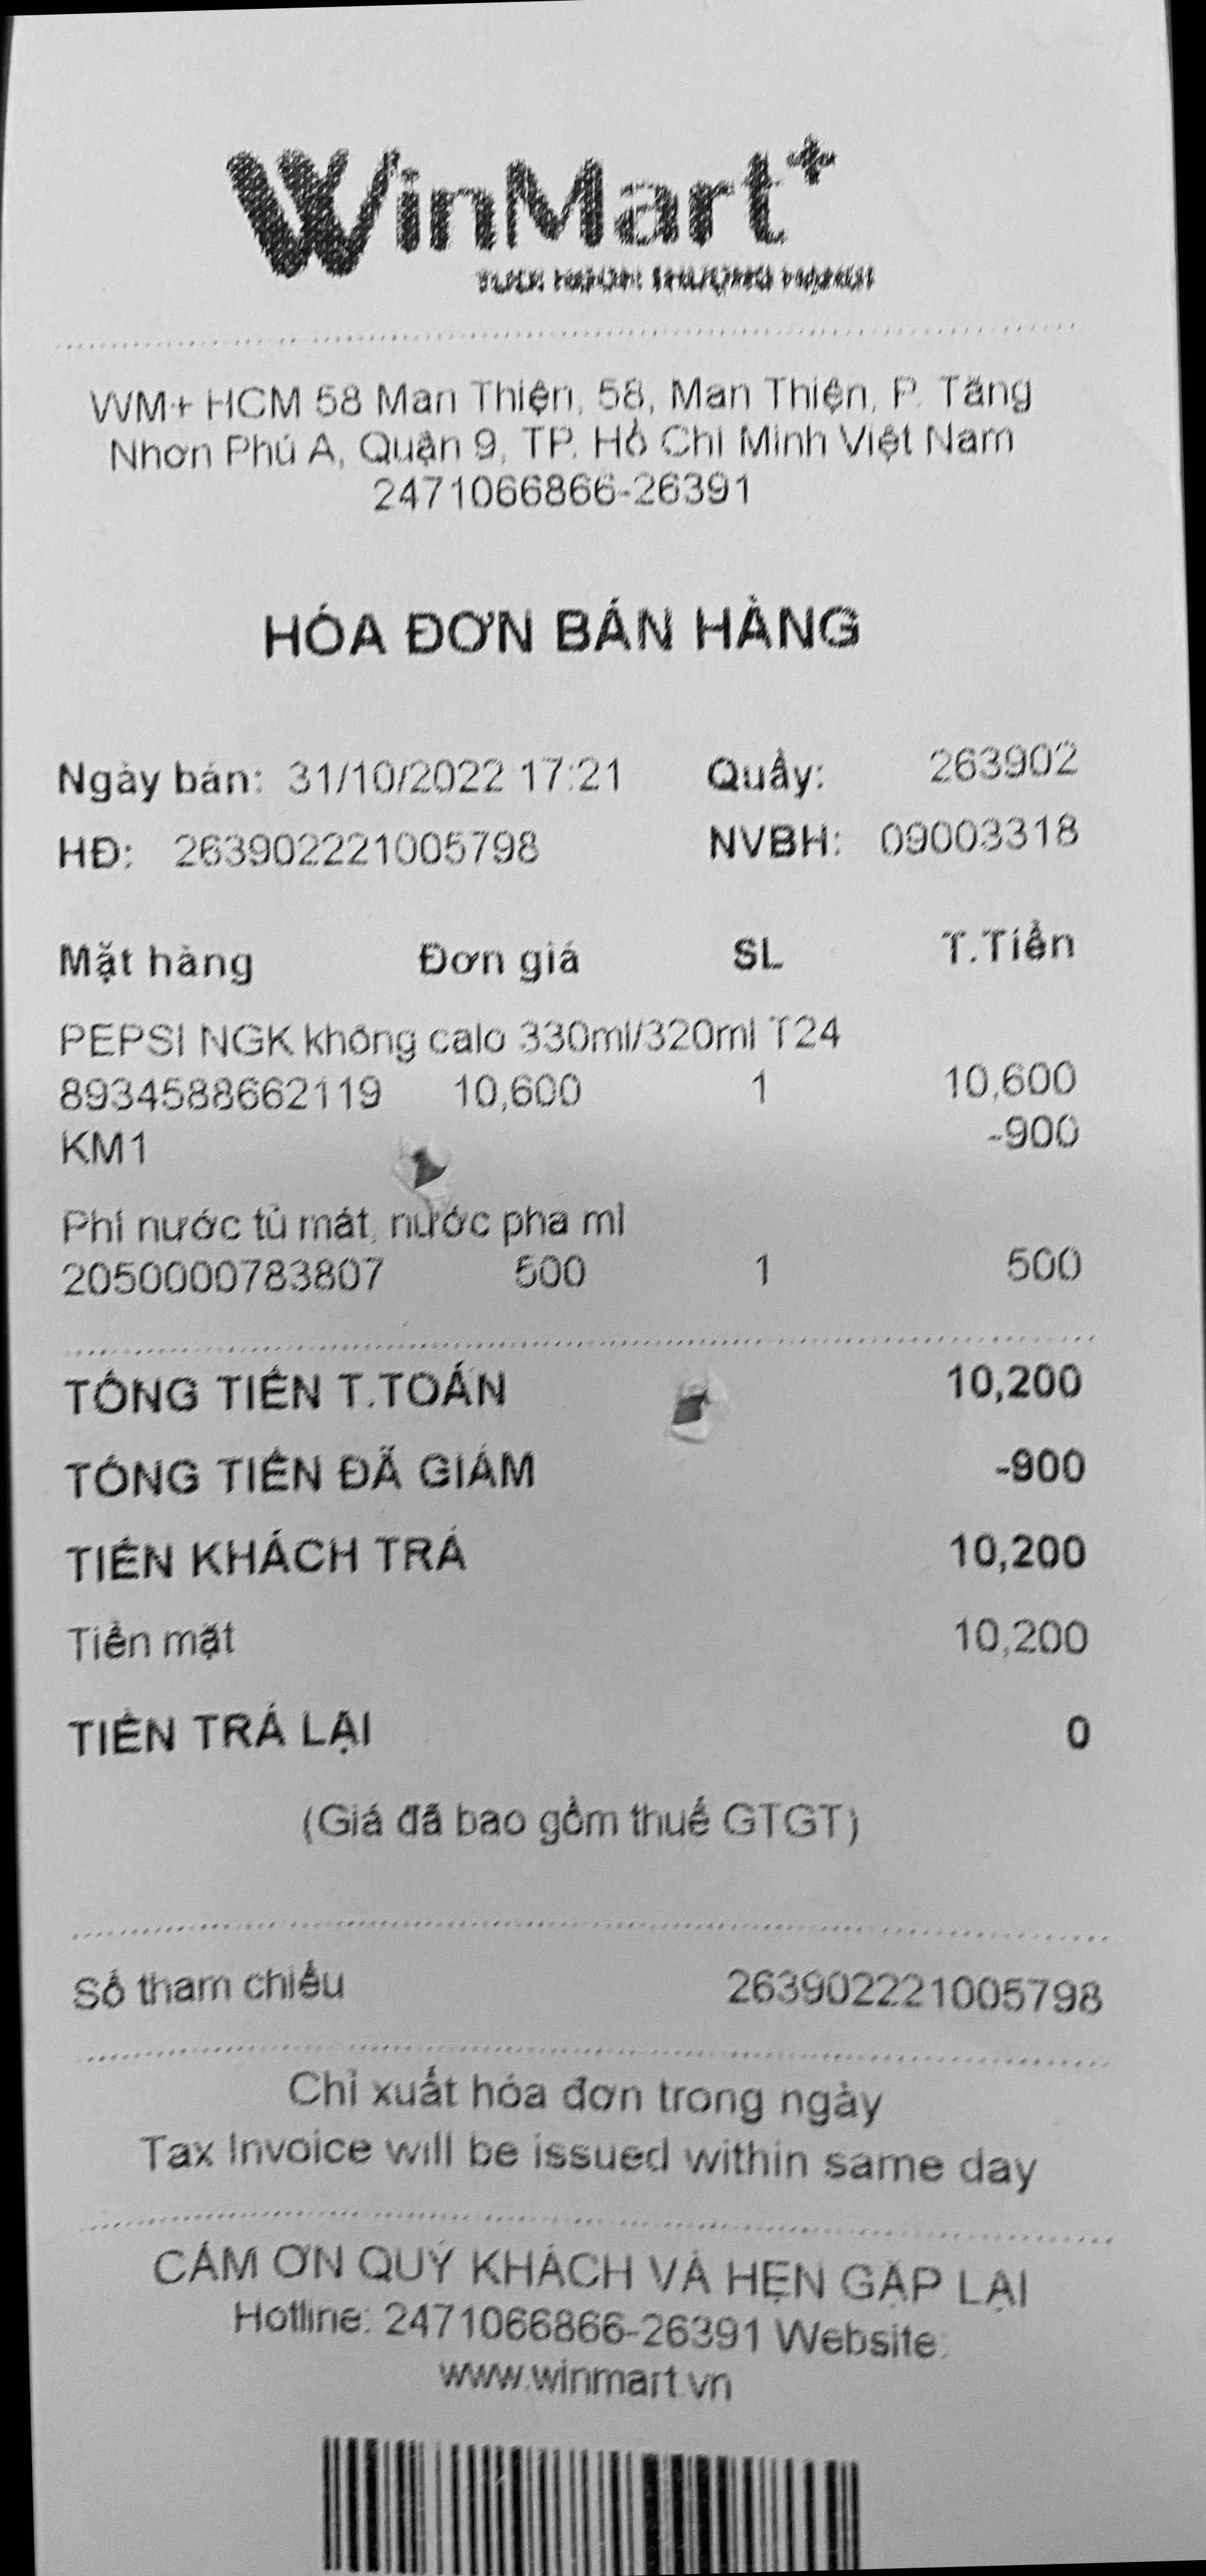 WinMart+
WM+ HCM 58 Man Thiện, 58, Man Thiện, P. Tăng
Nhơn Phú A, Quận 9, TP. Hồ Chí Minh Việt Nam
2471066866-26391
HÓA ĐƠN BÁN HÀNG
Ngày bán: 31/10/2022 17:21 Quầy: 263902
HĐ: 263902221005798 NVBH: 09003318
Mặt hàng Đơn giá SL T.Tiền
PEPSI NGK không calo 330ml/320ml T24
8934588662119 10,600 1 10,600
KM1 -900
Phí nước tủ mát, nước pha mì
2050000783807 500 1 500
TỔNG TIỀN T.TOÁN 10,200
TỔNG TIỀN ĐÃ GIẢM -900
TIỀN KHÁCH TRẢ 10,200
Tiền mặt 10,200
TIỀN TRẢ LẠI 0
(Giá đã bao gồm thuế GTGT)
Số tham chiếu 263902221005798
Chỉ xuất hóa đơn trong ngày
Tax Invoice will be issued within same day
CẢM ƠN QUÝ KHÁCH VÀ HẸN GẶP LẠI
Hotline: 2471066866-26391 Website:
www.winmart.vn